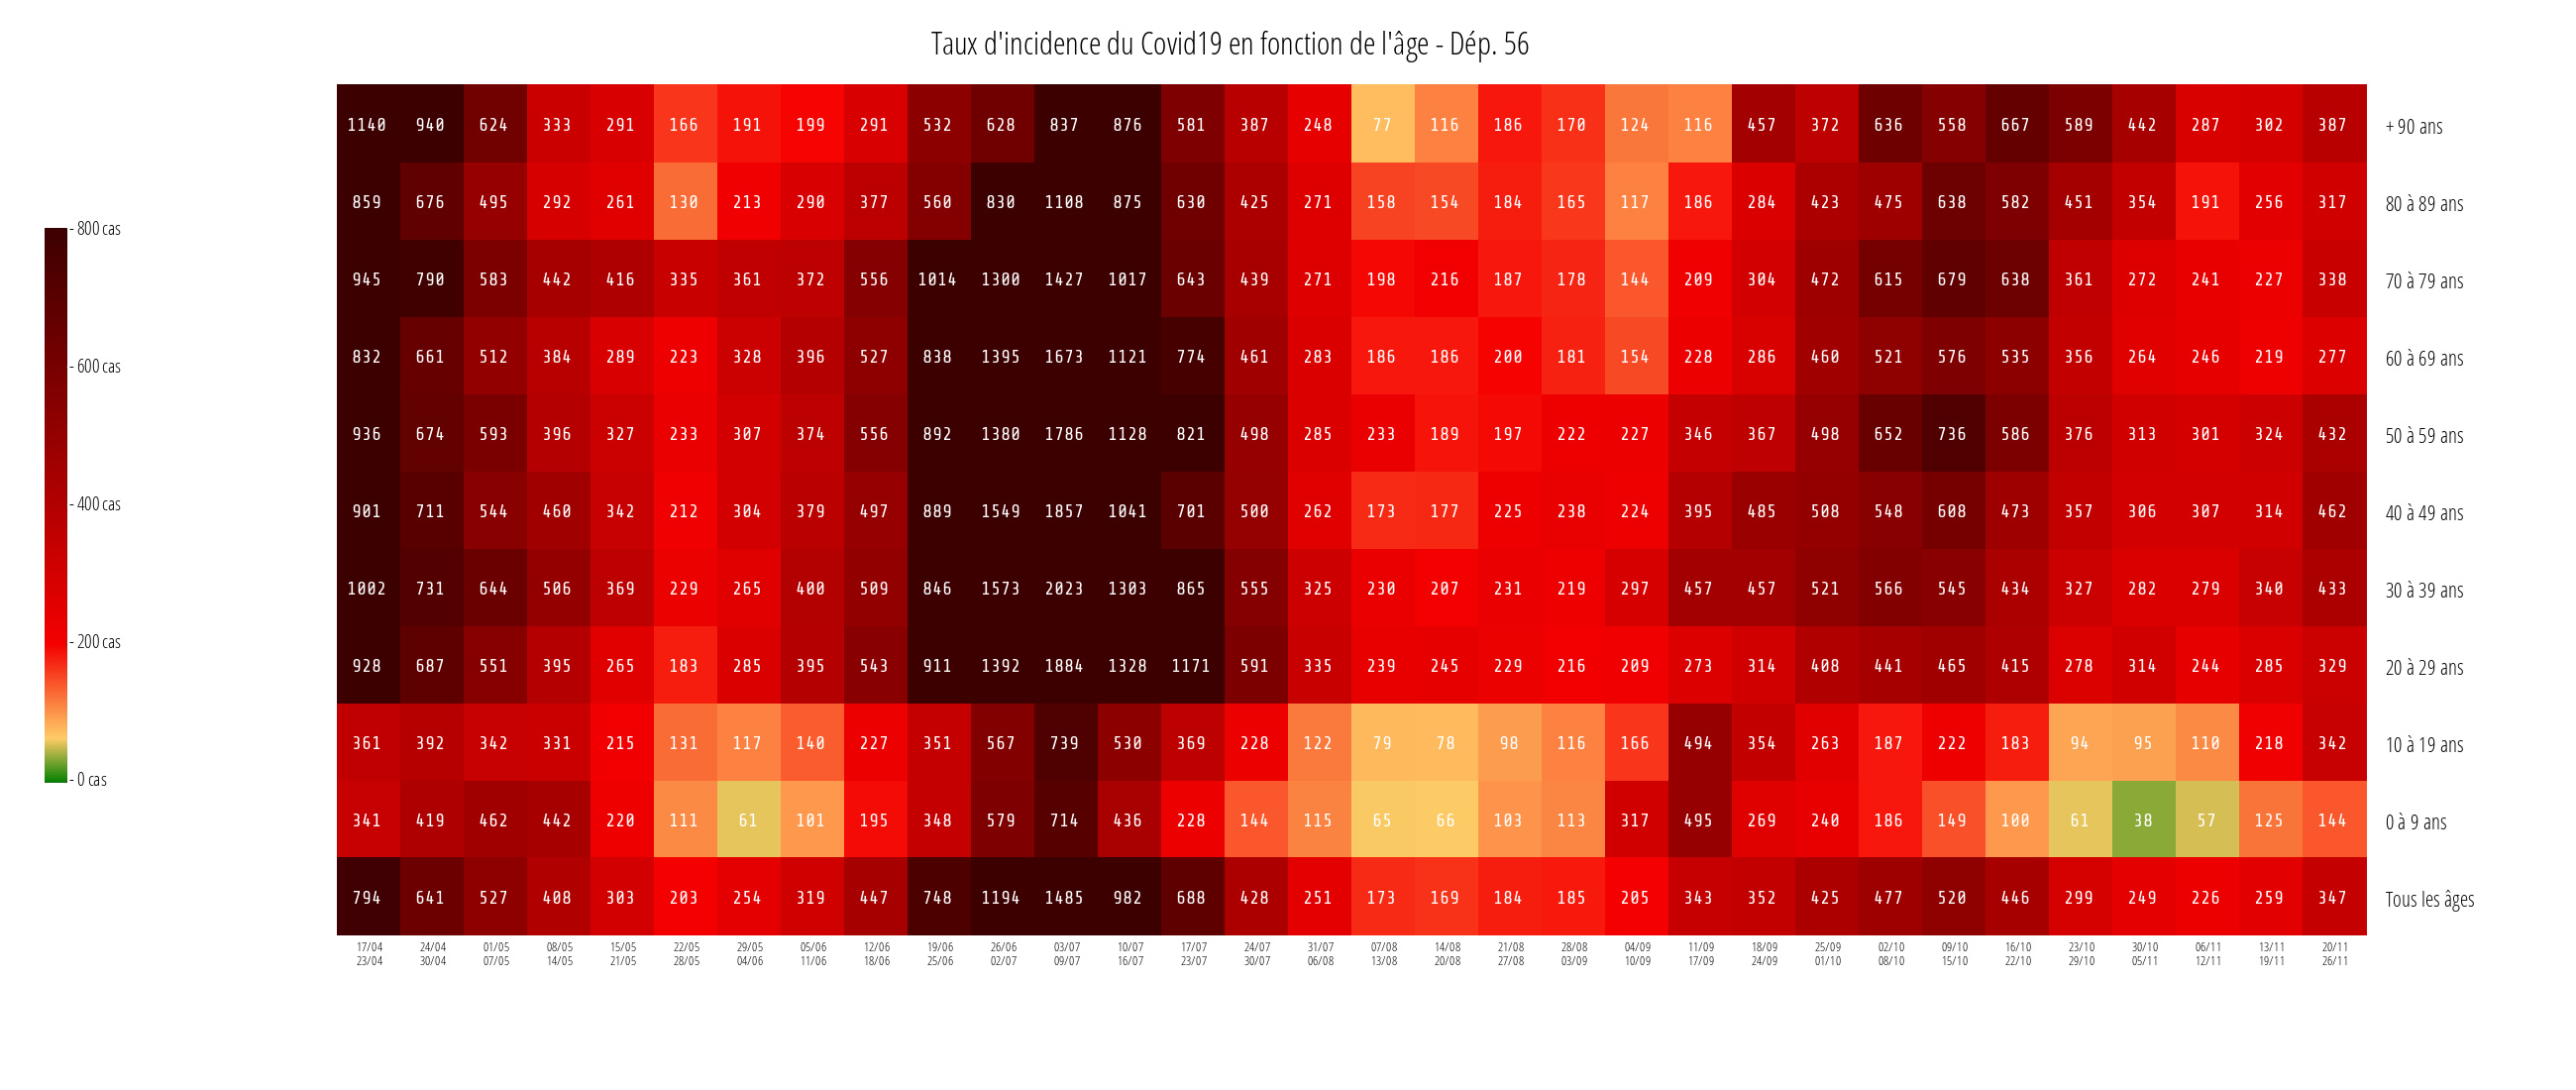 Taux d'incidence du Covid19 en fonction de l'âge - Dép. 56
- 800 cas
- 600 cas
- 400 cas
- 200 cas
- 0 cas
1140 940 624 333 291 166 191 199 291 532 628 837 876 581 387 248 77 116 186 170 124 116 457 372 636 558 667 589 442 287 302 387 + 90 ans
859 676 495 292 261 130 213 290 377 560 830 1108 875 630 425 271 158 154 184 165 117 186 284 423 475 638 582 451 354 191 256 317 80 à 89 ans
945 790 583 442 416 335 361 372 556 1014 1300 1427 1017 643 439 271 198 216 187 178 144 209 304 472 615 679 638 361 272 241 227 338 70 à 79 ans
832 661 512 384 289 223 328 396 527 838 1395 1673 1121 774 461 283 186 186 200 181 154 228 286 460 521 576 535 356 264 246 219 277 60 à 69 ans
936 674 593 396 327 233 307 374 556 892 1380 1786 1128 821 498 285 233 189 197 222 227 346 367 498 652 736 586 376 313 301 324 432 50 à 59 ans
901 711 544 460 342 212 304 379 497 889 1549 1857 1041 701 500 262 173 177 225 238 224 395 485 508 548 608 473 357 306 307 314 462 40 à 49 ans
1002 731 644 506 369 229 265 400 509 846 1573 2023 1303 865 555 325 230 207 231 219 297 457 457 521 566 545 434 327 282 279 340 433 30 à 39 ans
928 687 551 395 265 183 285 395 543 911 1392 1884 1328 1171 591 335 239 245 229 216 209 273 314 408 441 465 415 278 314 244 285 329 20 à 29 ans
361 392 342 331 215 131 117 140 227 351 567 739 530 369 228 122 79 78 98 116 166 494 354 263 187 222 183 94 95 110 218 342 10 à 19 ans
341 419 462 442 220 111 61 101 195 348 579 714 436 228 144 115 65 66 103 113 317 495 269 240 186 149 100 61 38 57 125 144 0 à 9 ans
794 641 527 408 303 203 254 319 447 748 1194 1485 982 688 428 251 173 169 184 185 205 343 352 425 477 520 446 299 249 226 259 347 Tous les âges
17/04 24/04 01/05 08/05 15/05 22/05 29/05 05/06 12/06 19/06 26/06 03/07 10/07 17/07 24/07 31/07 07/08 14/08 21/08 28/08 04/09 11/09 18/09 25/09 02/10 09/10 16/10 23/10 30/10 06/11 13/11 20/11
23/04 30/04 07/05 14/05 21/05 28/05 04/06 11/06 18/06 25/06 02/07 09/07 16/07 23/07 30/07 06/08 13/08 20/08 27/08 03/09 10/09 17/09 24/09 01/10 08/10 15/10 22/10 29/10 05/11 12/11 19/11 26/11